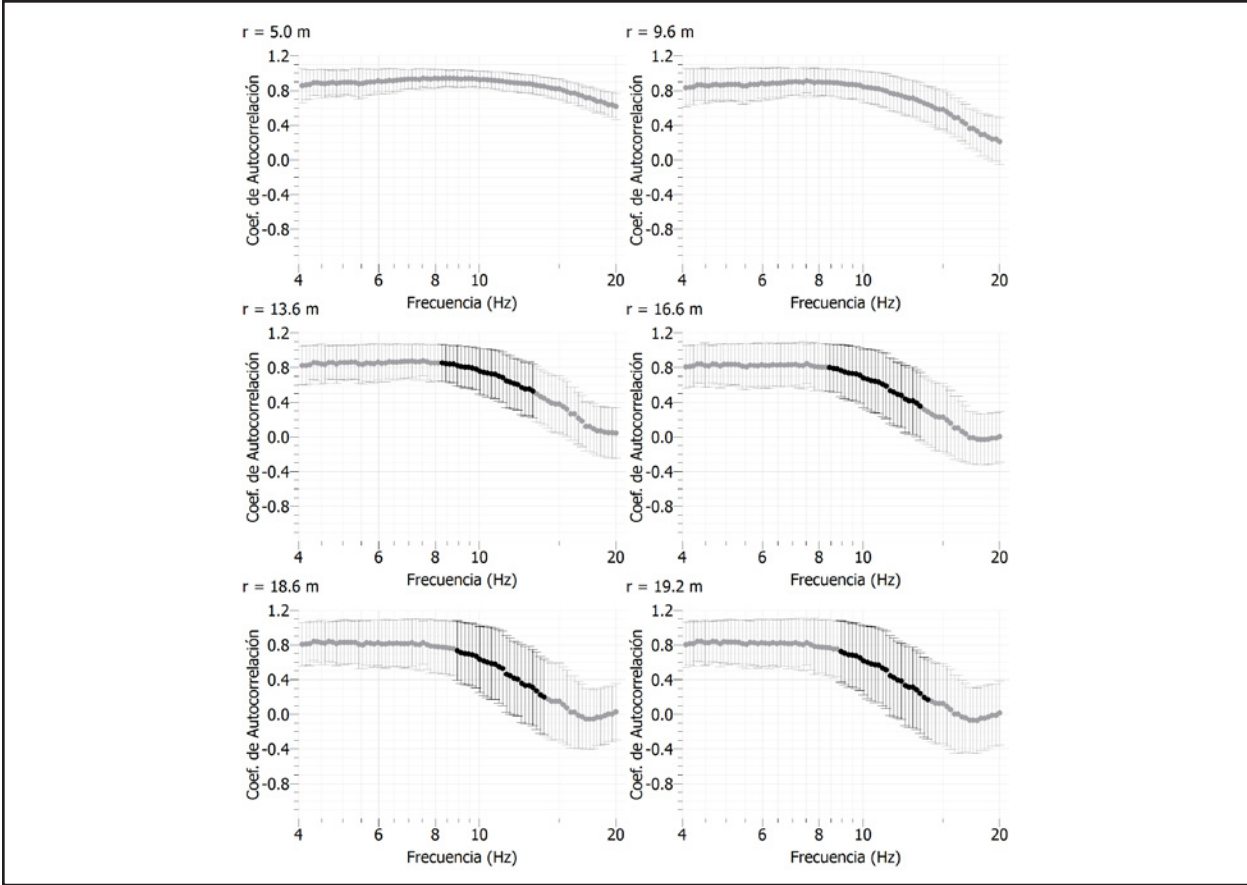 r = 5.0 m
1.2
0.8
0.4
0.0
-0.4
-0.8
Coef. de Autocorrelación
4 6 8 10 20
Frecuencia (Hz)
r = 9.6 m
1.2
0.8
0.4
0.0
-0.4
-0.8
Coef. de Autocorrelación
4 6 8 10 20
Frecuencia (Hz)
r = 13.6 m
1.2
0.8
0.4
0.0
-0.4
-0.8
Coef. de Autocorrelación
4 6 8 10 20
Frecuencia (Hz)
r = 16.6 m
1.2
0.8
0.4
0.0
-0.4
-0.8
Coef. de Autocorrelación
4 6 8 10 20
Frecuencia (Hz)
r = 18.6 m
1.2
0.8
0.4
0.0
-0.4
-0.8
Coef. de Autocorrelación
4 6 8 10 20
Frecuencia (Hz)
r = 19.2 m
1.2
0.8
0.4
0.0
-0.4
-0.8
Coef. de Autocorrelación
4 6 8 10 20
Frecuencia (Hz)